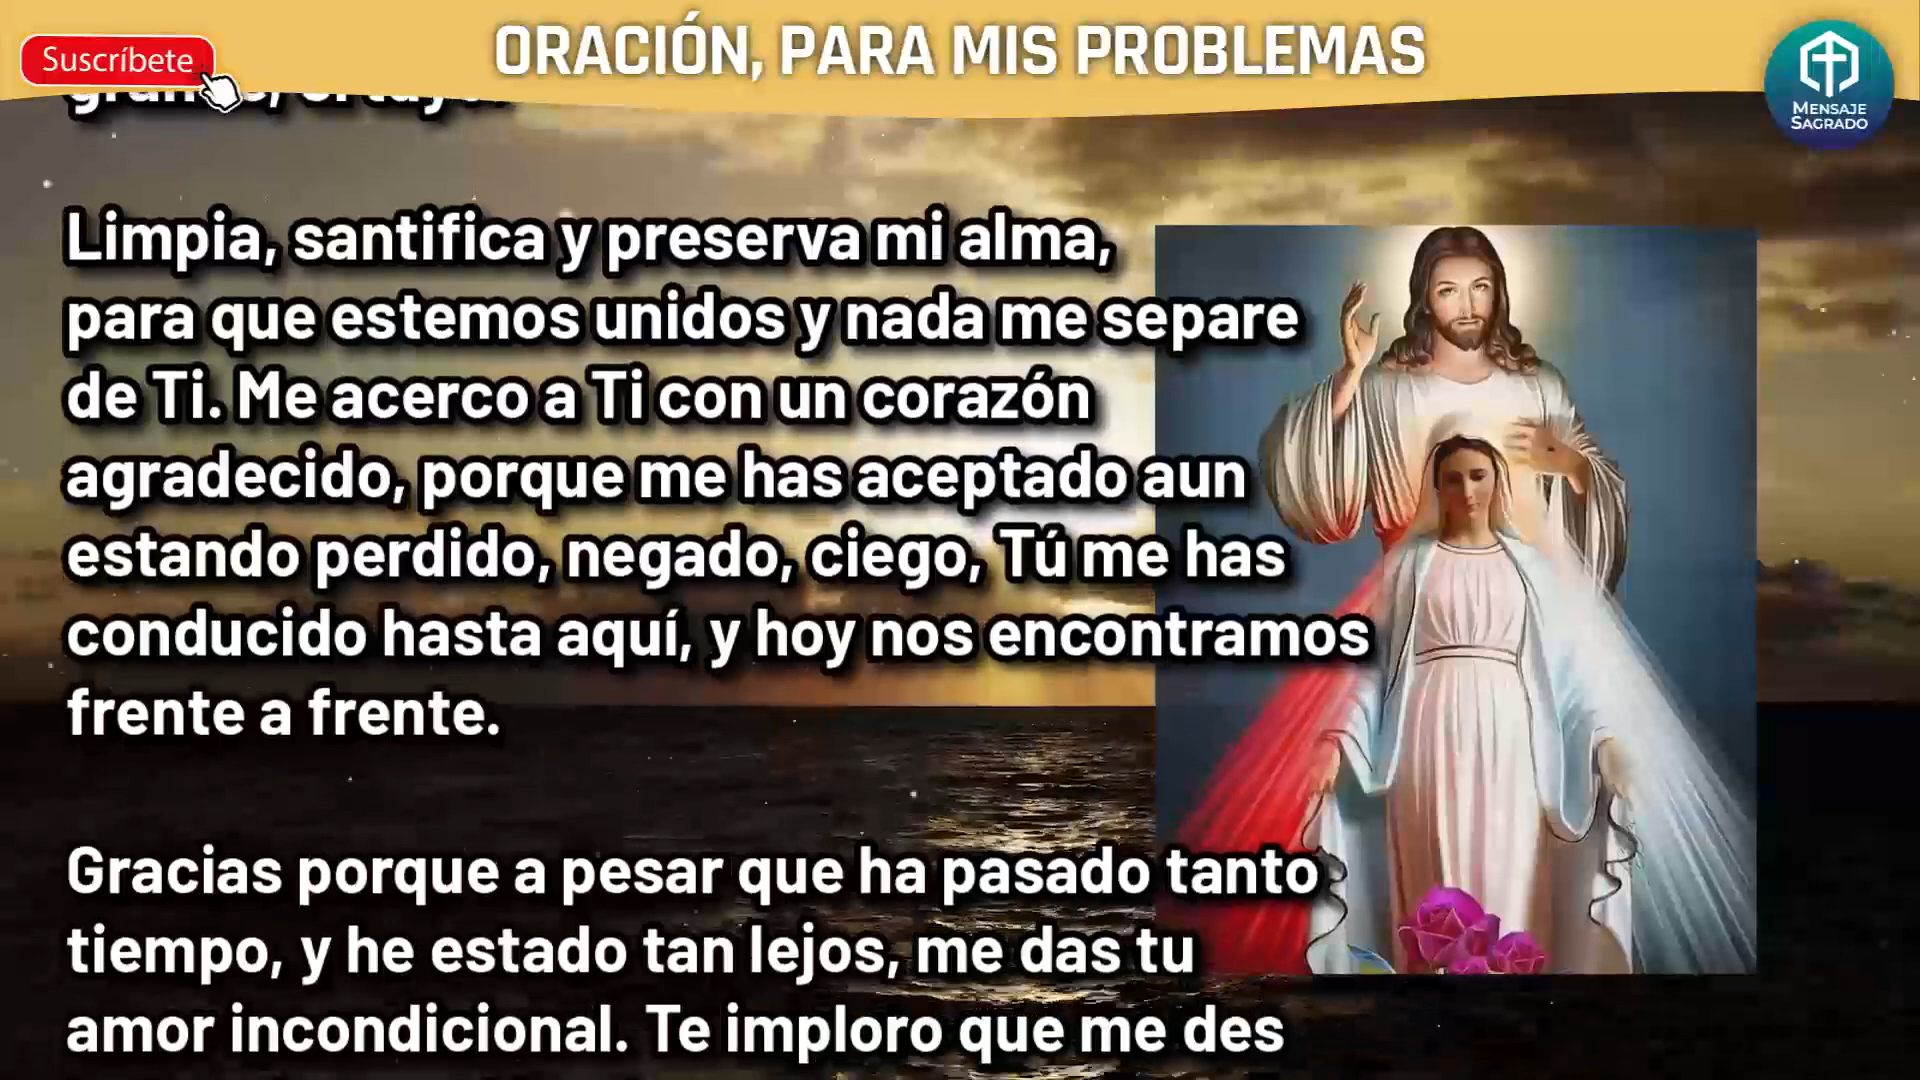 Suscríbete
ORACIÓN, PARA MIS PROBLEMAS
MENSAJE
SAGRADO
Limpia, santifica y preserva mi alma,
para que estemos unidos y nada me separe
de Ti. Me acerco a Ti con un corazón
agradecido, porque me has aceptado aun
estando perdido, negado, ciego, Tú me has
conducido hasta aquí, y hoy nos encontramos
frente a frente.
Gracias porque a pesar que ha pasado tanto
tiempo, y he estado tan lejos, me das tu
amor incondicional. Te imploro que me des